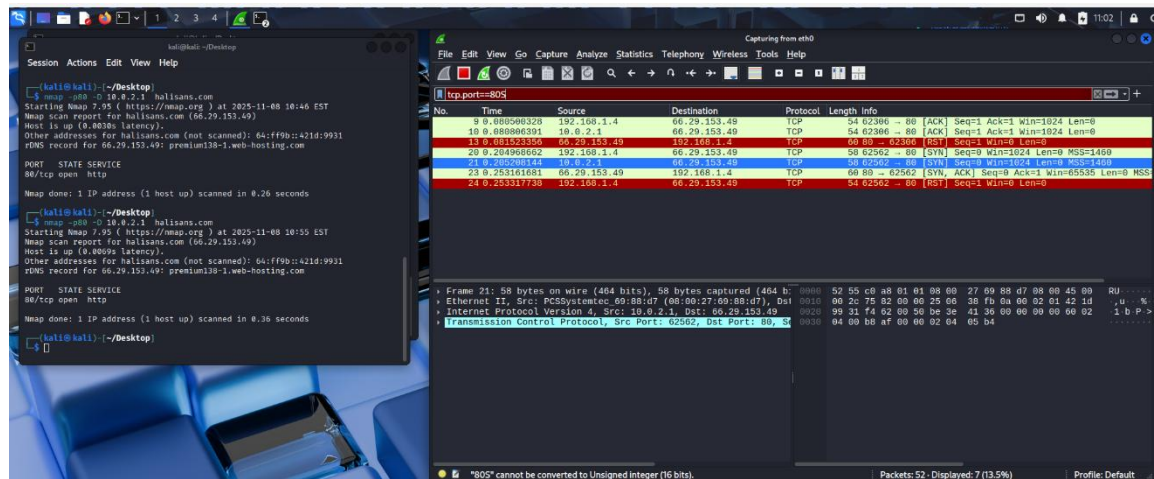 1 2 3 4
11:02
kali@kali: ~/Desktop
Session Actions Edit View Help
(kali㉿kali)-[~/Desktop]
$ nmap -p80 -D 10.0.2.1 halisans.com
Starting Nmap 7.95 ( https://nmap.org ) at 2025-11-08 10:46 EST
Nmap scan report for halisans.com (66.29.153.49)
Host is up (0.0030s latency).
Other addresses for halisans.com (not scanned): 64:ff9b::421d:9931
rDNS record for 66.29.153.49: premium138-1.web-hosting.com
PORT STATE SERVICE
80/tcp open http
Nmap done: 1 IP address (1 host up) scanned in 0.26 seconds
(kali㉿kali)-[~/Desktop]
$ nmap -p80 -D 10.0.2.1 halisans.com
Starting Nmap 7.95 ( https://nmap.org ) at 2025-11-08 10:55 EST
Nmap scan report for halisans.com (66.29.153.49)
Host is up (0.0069s latency).
Other addresses for halisans.com (not scanned): 64:ff9b::421d:9931
rDNS record for 66.29.153.49: premium138-1.web-hosting.com
PORT STATE SERVICE
80/tcp open http
Nmap done: 1 IP address (1 host up) scanned in 0.36 seconds
(kali㉿kali)-[~/Desktop]
$
Capturing from eth0
File Edit View Go Capture Analyze Statistics Telephony Wireless Tools Help
tcp.port==80S
No. Time Source Destination Protocol Length Info
9 0.080500328 192.168.1.4 66.29.153.49 TCP 54 62306 → 80 [ACK] Seq=1 Ack=1 Win=1024 Len=0
10 0.080806391 10.0.2.1 66.29.153.49 TCP 54 62306 → 80 [ACK] Seq=1 Ack=1 Win=1024 Len=0
13 0.081523356 66.29.153.49 192.168.1.4 TCP 60 80 → 62306 [RST] Seq=1 Win=0 Len=0
20 0.204968662 192.168.1.4 66.29.153.49 TCP 58 62562 → 80 [SYN] Seq=0 Win=1024 Len=0 MSS=1460
21 0.205208144 10.0.2.1 66.29.153.49 TCP 58 62562 → 80 [SYN] Seq=0 Win=1024 Len=0 MSS=1460
23 0.253161681 66.29.153.49 192.168.1.4 TCP 60 80 → 62562 [SYN, ACK] Seq=0 Ack=1 Win=65535 Len=0 MSS
24 0.253317738 192.168.1.4 66.29.153.49 TCP 54 62562 → 80 [RST] Seq=1 Win=0 Len=0
Frame 21: 58 bytes on wire (464 bits), 58 bytes captured (464 b
Ethernet II, Src: PCSSystemtec_69:88:d7 (08:00:27:69:88:d7), Dst
Internet Protocol Version 4, Src: 10.0.2.1, Dst: 66.29.153.49
Transmission Control Protocol, Src Port: 62562, Dst Port: 80, Se
0000 52 55 c0 a8 01 01 08 00 27 69 88 d7 08 00 45 00 RU
0010 00 2c 75 82 00 00 25 06 38 fb 0a 00 02 01 42 1d ·,u···%·
0020 99 31 f4 62 00 50 be 3e 41 36 00 00 00 00 60 02 ·1·b·P·>
0030 04 00 b8 af 00 00 02 04 05 b4
"80S" cannot be converted to Unsigned integer (16 bits).
Packets: 52 · Displayed: 7 (13.5%)
Profile: Default